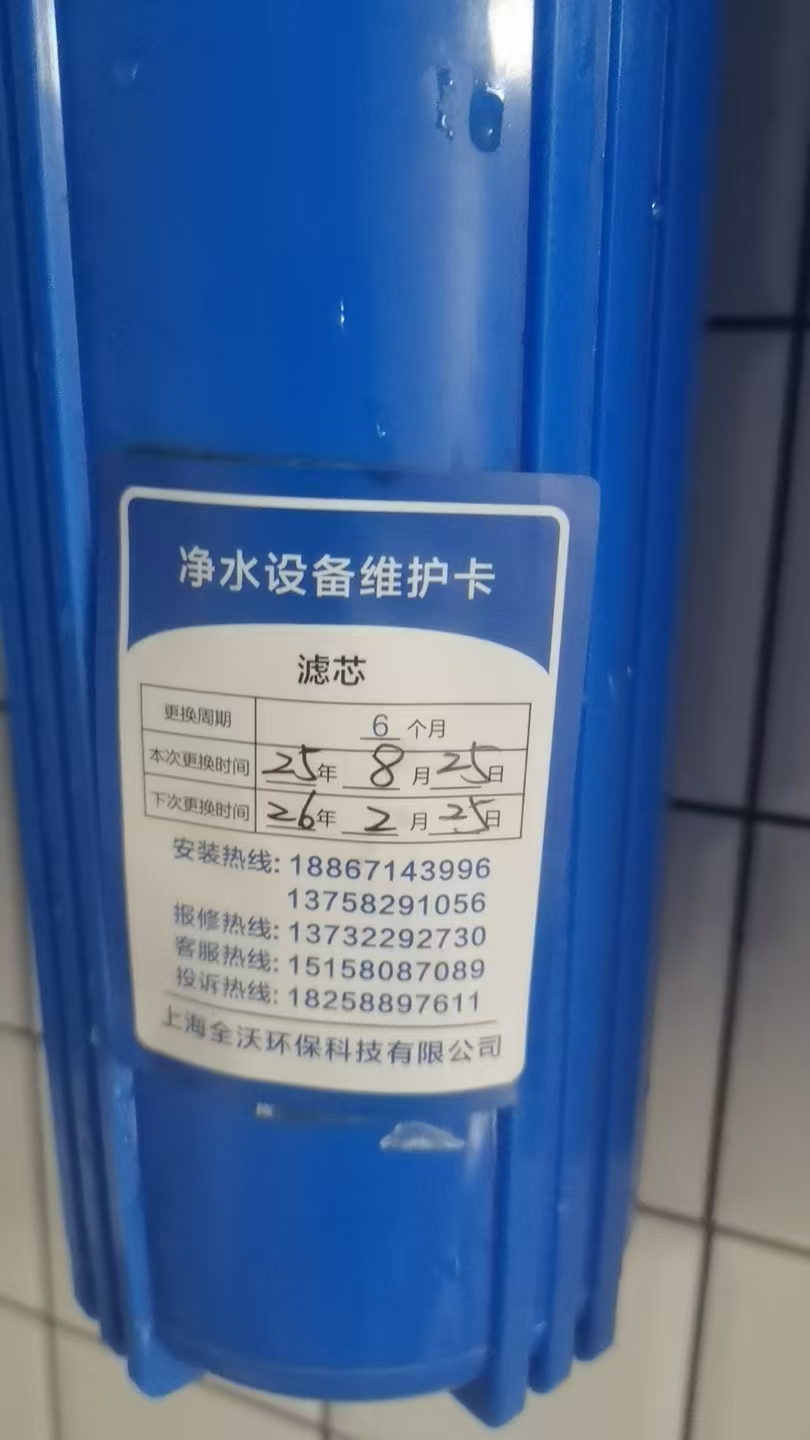 净水设备维护卡
滤芯
更换周期 6 个月
本次更换时间 25年 8月 25日
下次更换时间 26年 2月 25日
安装热线: 18867143996
13758291056
报修热线: 13732292730
客服热线: 15158087089
投诉热线: 18258897611
上海全沃环保科技有限公司